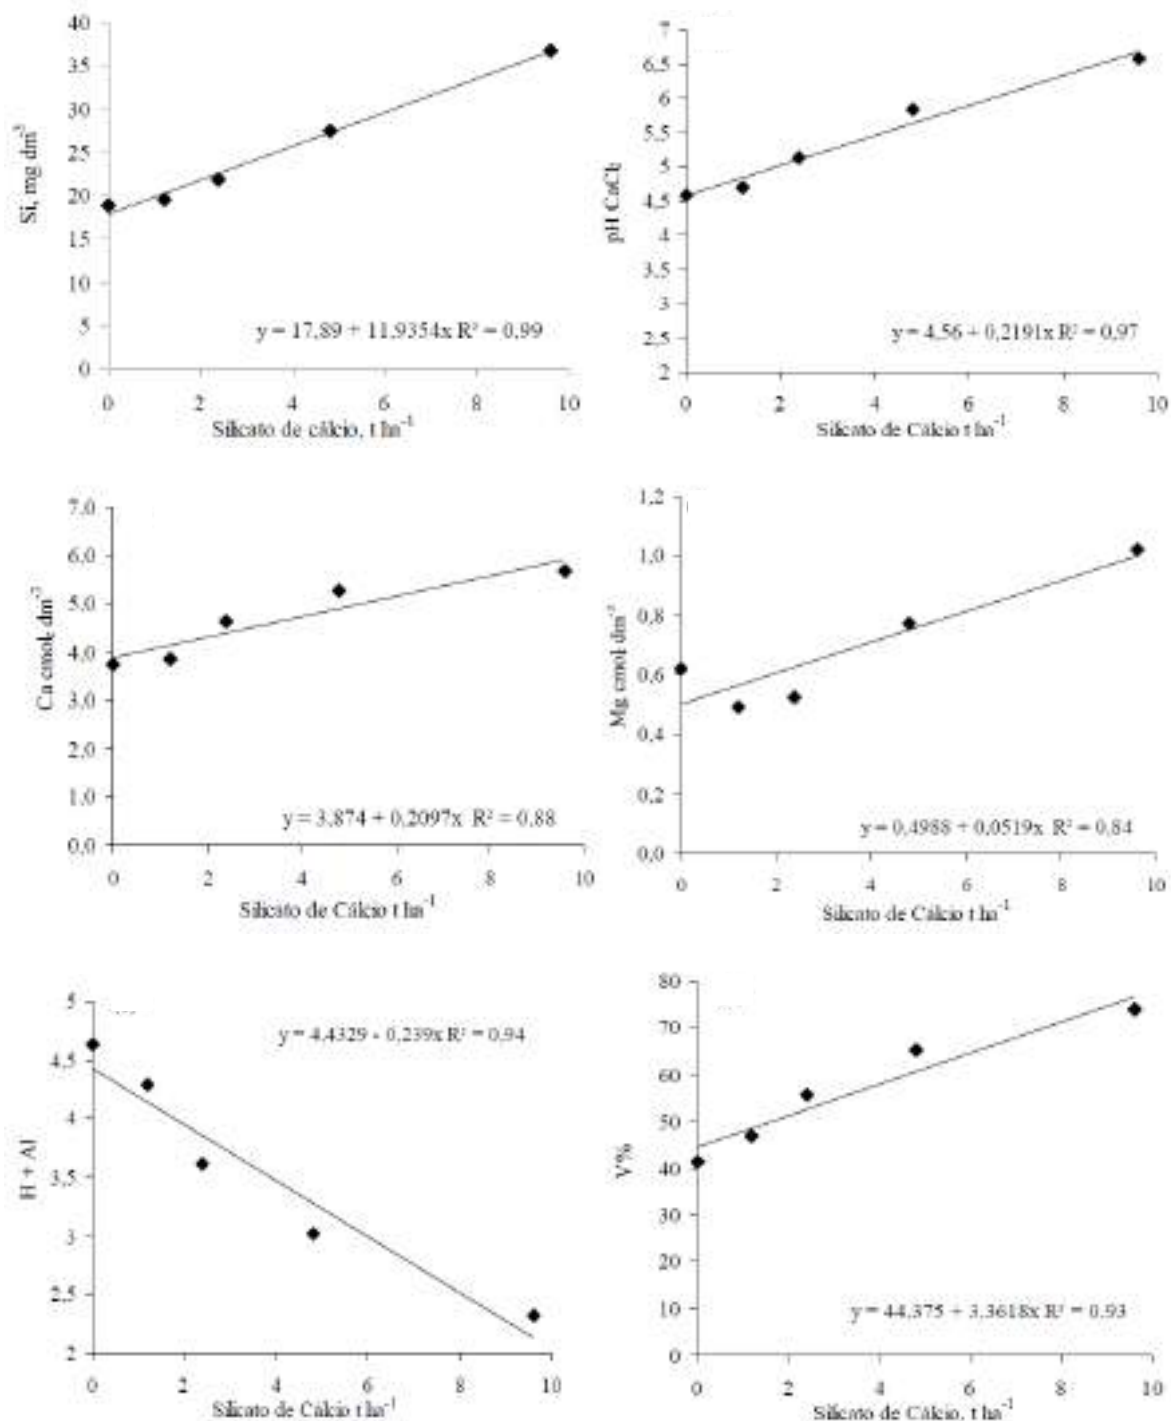 40
35
30
25
20
15
10
5
0
Si, mg dm⁻³
y = 17,89 + 11,9354x R² = 0,99
0 2 4 6 8 10
Silicato de cálcio, t ha⁻¹
7
6,5
6
5,5
5
4,5
4
3,5
3
2,5
2
pH CaCl₂
y = 4,56 + 0,2191x R² = 0,97
0 2 4 6 8 10
Silicato de Cálcio t ha⁻¹
7,0
6,0
5,0
4,0
3,0
2,0
1,0
0,0
Ca cmol꜀ dm⁻³
y = 3,874 + 0,2097x R² = 0,88
0 2 4 6 8 10
Silicato de Cálcio t ha⁻¹
1,2
1,0
0,8
0,6
0,4
0,2
0,0
Mg cmol dm⁻³
y = 0,4988 + 0,0519x R² = 0,84
0 2 4 6 8 10
Silicato de Cálcio t ha⁻¹
5
4,5
4
3,5
3
2,5
2
H + Al
y = 4,4329 - 0,239x R² = 0,94
0 2 4 6 8 10
Silicato de Cálcio t ha⁻¹
80
70
60
50
40
30
20
10
0
V%
y = 44,375 + 3,3618x R² = 0,93
0 2 4 6 8 10
Silicato de Cálcio, t ha⁻¹